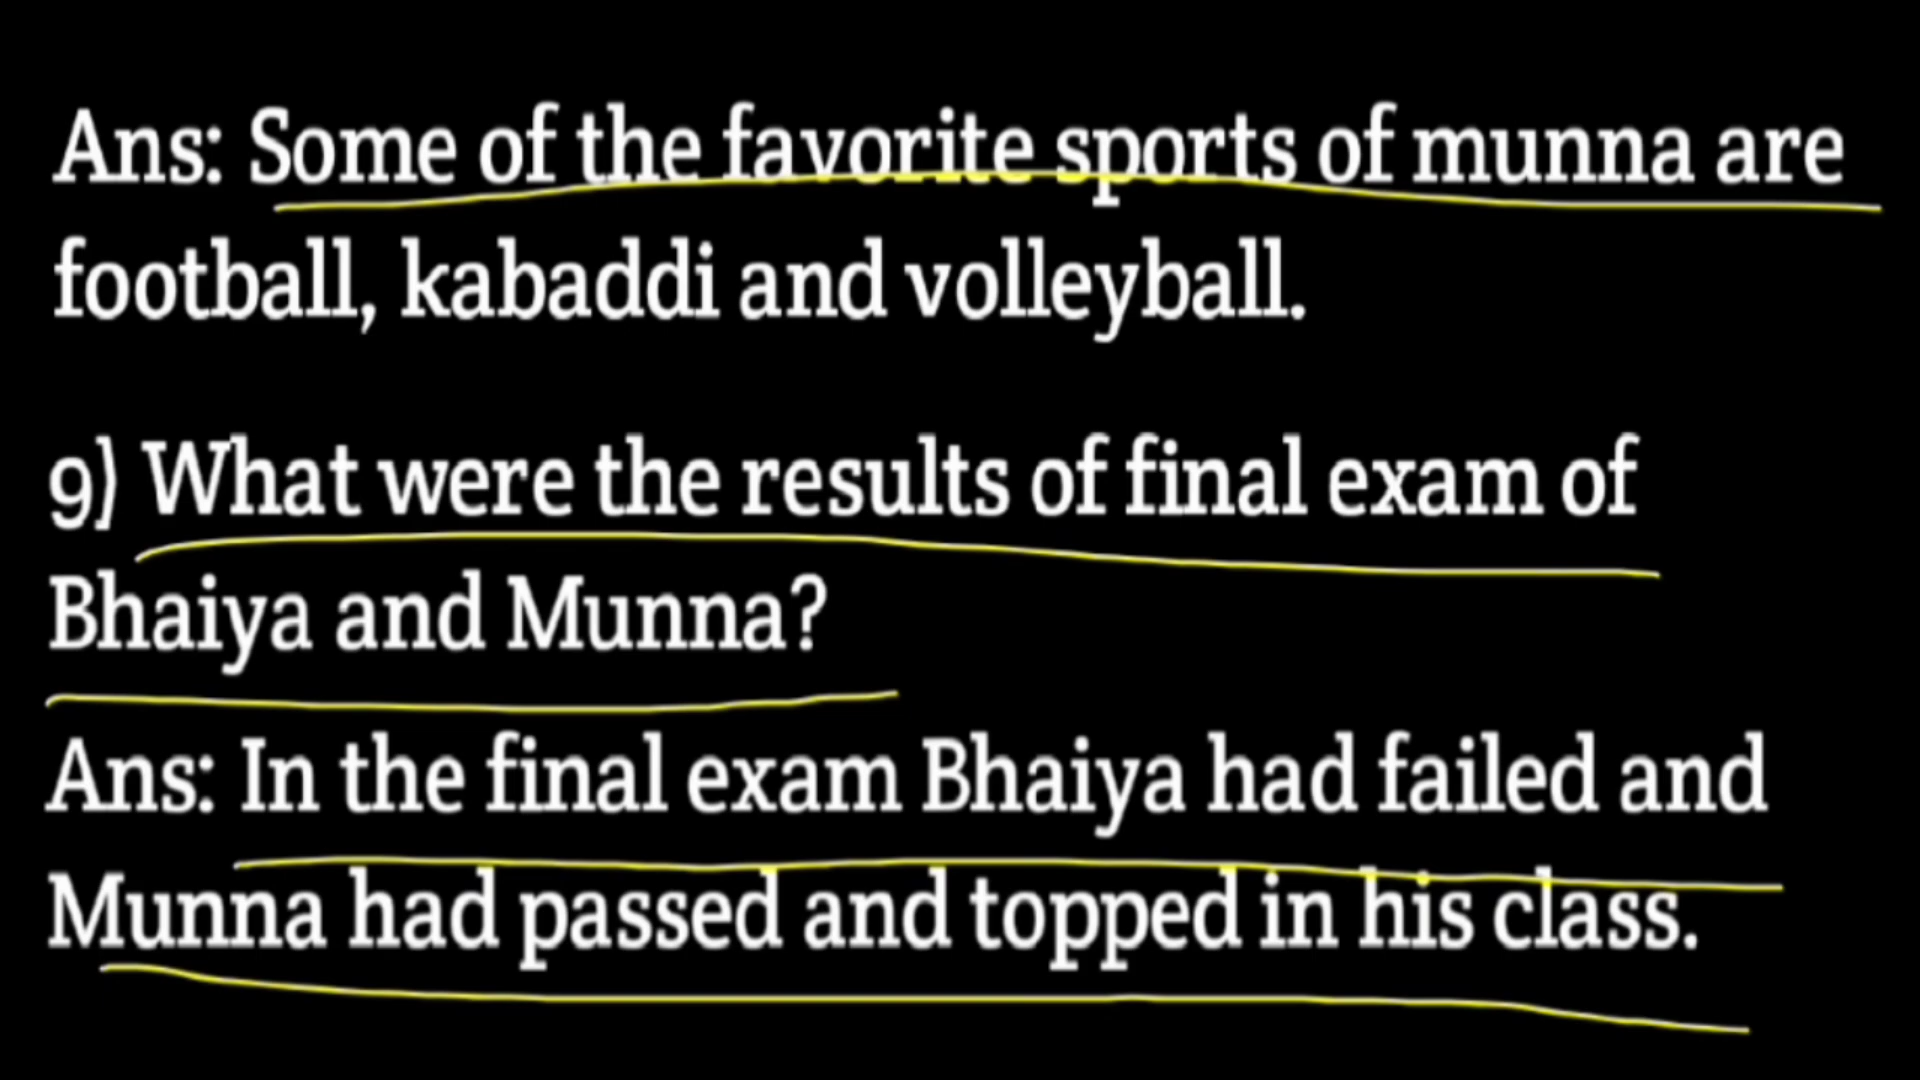 Ans: Some of the favorite sports of munna are
football, kabaddi and volleyball.
9) What were the results of final exam of
Bhaiya and Munna?
Ans: In the final exam Bhaiya had failed and
Munna had passed and topped in his class.